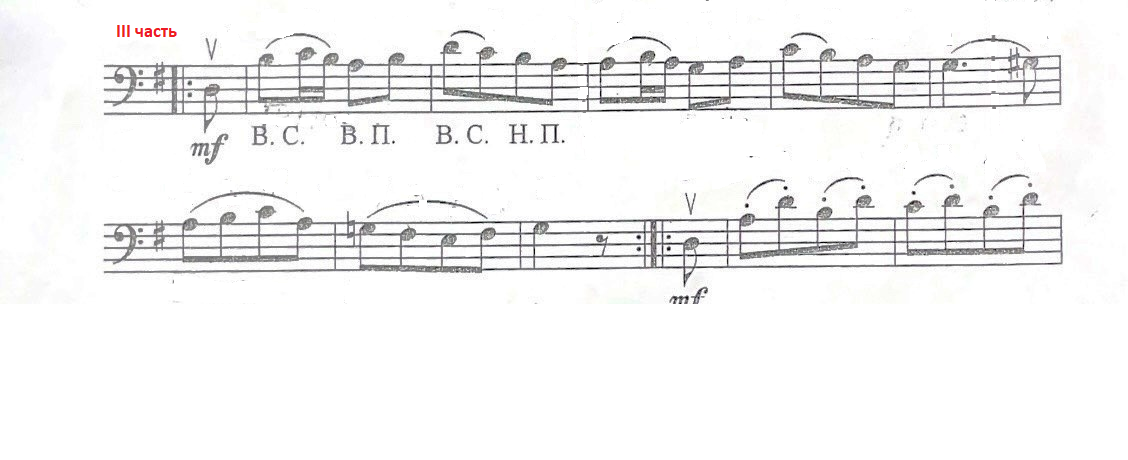 III часть
mf В. С. В. П. В. С. Н. П.
mf